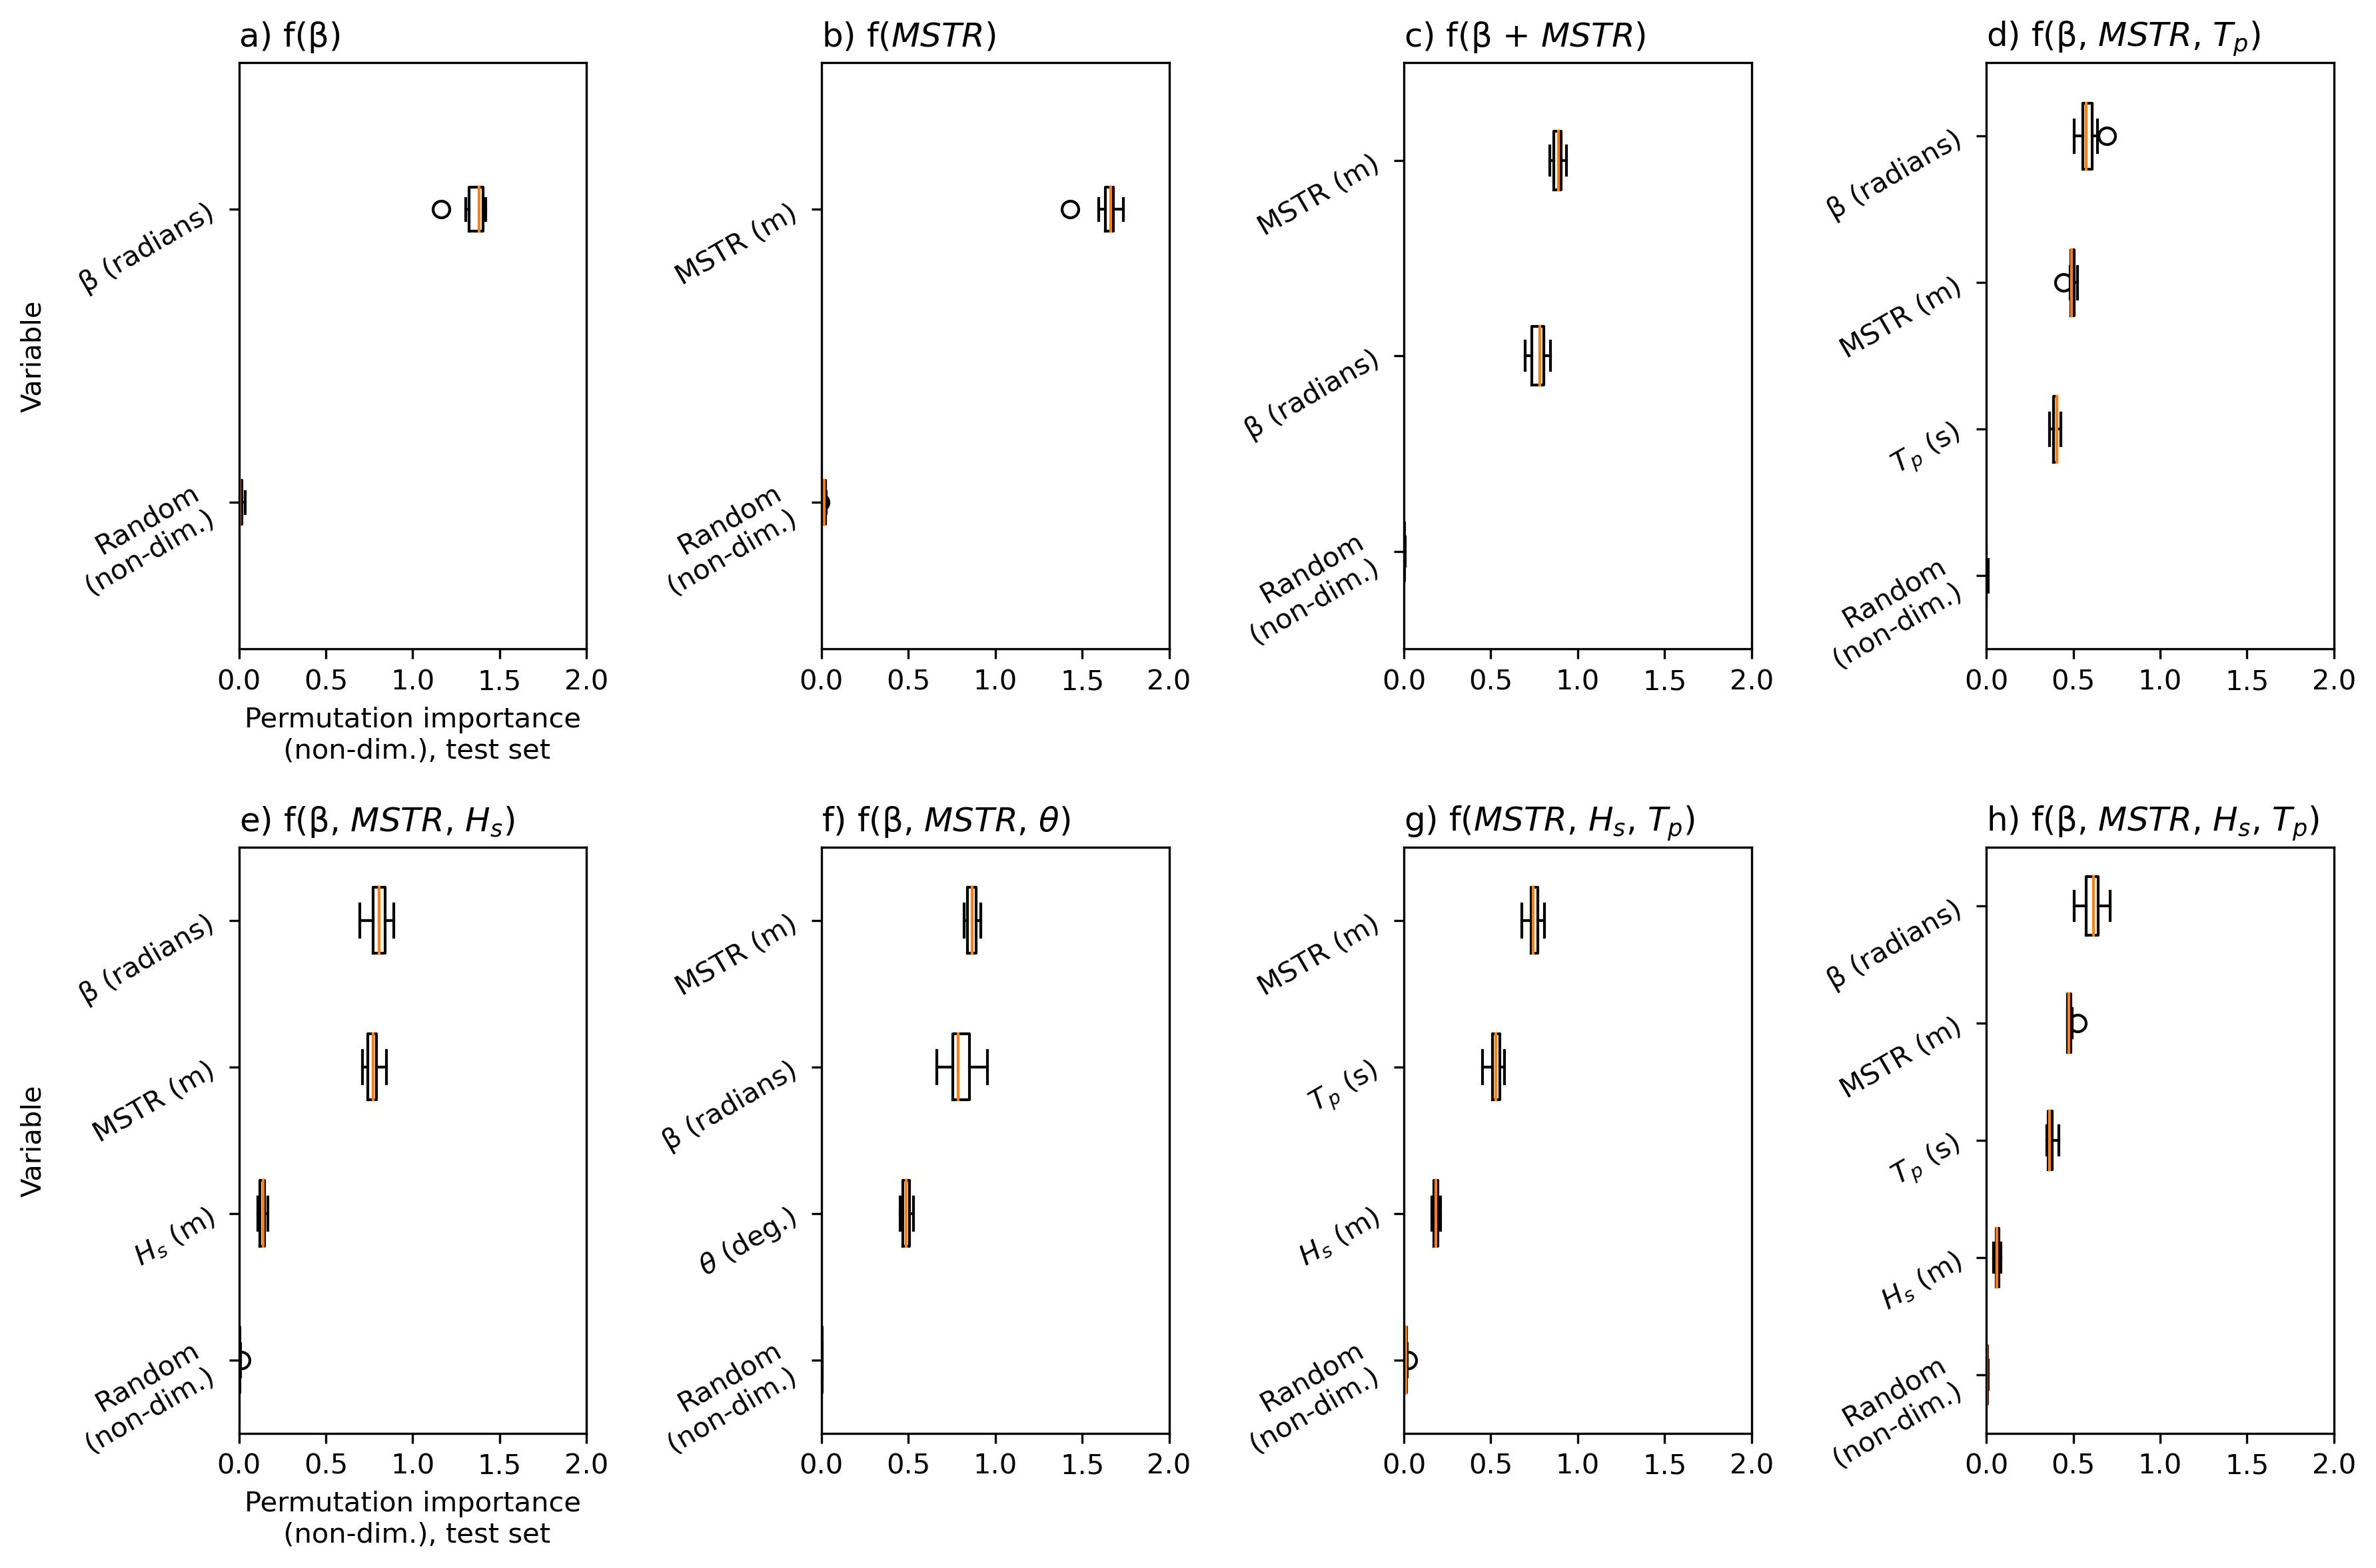 a) f(β)
b) f(MSTR)
c) f(β + MSTR)
d) f(β, MSTR, Tp)
Variable
β (radians)
Random
(non-dim.)
0.0 0.5 1.0 1.5 2.0
Permutation importance
(non-dim.), test set
MSTR (m)
Random
(non-dim.)
0.0 0.5 1.0 1.5 2.0
MSTR (m)
β (radians)
Random
(non-dim.)
0.0 0.5 1.0 1.5 2.0
β (radians)
MSTR (m)
Tp (s)
Random
(non-dim.)
0.0 0.5 1.0 1.5 2.0
e) f(β, MSTR, Hs)
f) f(β, MSTR, θ)
g) f(MSTR, Hs, Tp)
h) f(β, MSTR, Hs, Tp)
Variable
β (radians)
MSTR (m)
Hs (m)
Random
(non-dim.)
0.0 0.5 1.0 1.5 2.0
Permutation importance
(non-dim.), test set
MSTR (m)
β (radians)
θ (deg.)
Random
(non-dim.)
0.0 0.5 1.0 1.5 2.0
MSTR (m)
Tp (s)
Hs (m)
Random
(non-dim.)
0.0 0.5 1.0 1.5 2.0
β (radians)
MSTR (m)
Tp (s)
Hs (m)
Random
(non-dim.)
0.0 0.5 1.0 1.5 2.0